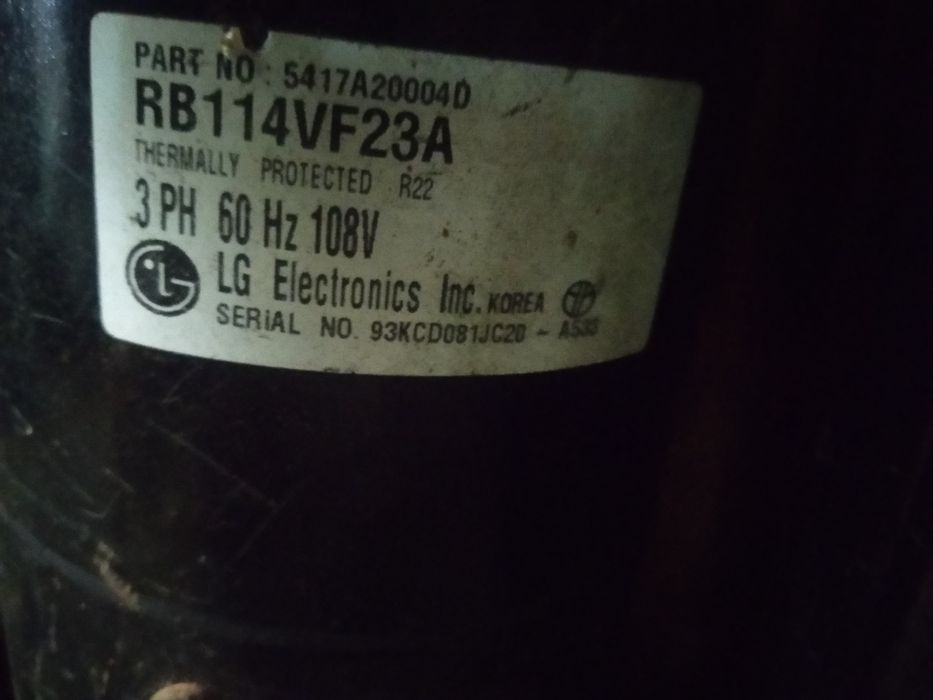 PART NO : 5417A20004D
RB114VF23A
THERMALLY PROTECTED R22
3 PH 60 Hz 108V
LG Electronics Inc. KOREA
SERIAL NO. 93KCD081JC20 -